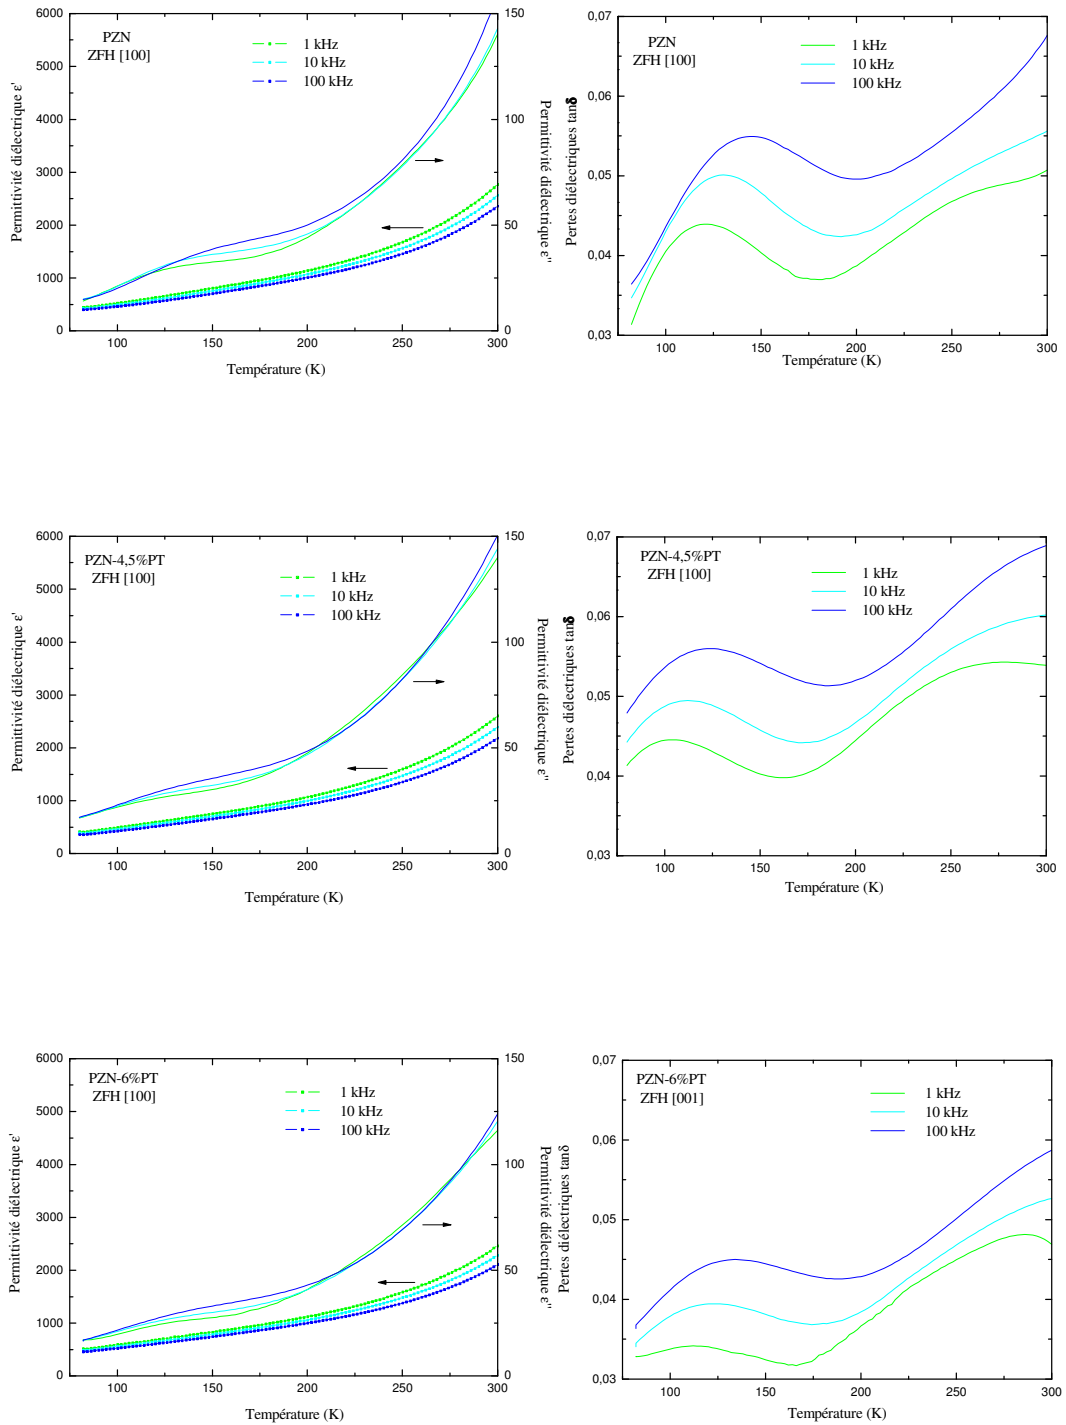 PZN
ZFH [100]
1 kHz
10 kHz
100 kHz
6000
5000
4000
3000
2000
1000
0
150
100
50
0
100
150
200
250
300
Température (K)
Permittivité diélectrique ε'
Permittivité diélectrique ε''
PZN
ZFH [100]
1 kHz
10 kHz
100 kHz
0,07
0,06
0,05
0,04
0,03
100
150
200
250
300
Température (K)
Pertes diélectriques tanδ
PZN-4,5%PT
ZFH [100]
1 kHz
10 kHz
100 kHz
6000
5000
4000
3000
2000
1000
0
150
100
50
0
100
150
200
250
300
Température (K)
Permittivité diélectrique ε'
Permittivité diélectrique ε''
PZN-4,5%PT
ZFH [100]
1 kHz
10 kHz
100 kHz
0,07
0,06
0,05
0,04
0,03
100
150
200
250
300
Température (K)
Pertes diélectriques tanδ
PZN-6%PT
ZFH [100]
1 kHz
10 kHz
100 kHz
6000
5000
4000
3000
2000
1000
0
150
100
50
0
100
150
200
250
300
Température (K)
Permittivité diélectrique ε'
Permittivité diélectrique ε''
PZN-6%PT
ZFH [001]
1 kHz
10 kHz
100 kHz
0,07
0,06
0,05
0,04
0,03
100
150
200
250
300
Température (K)
Pertes diélectriques tanδ